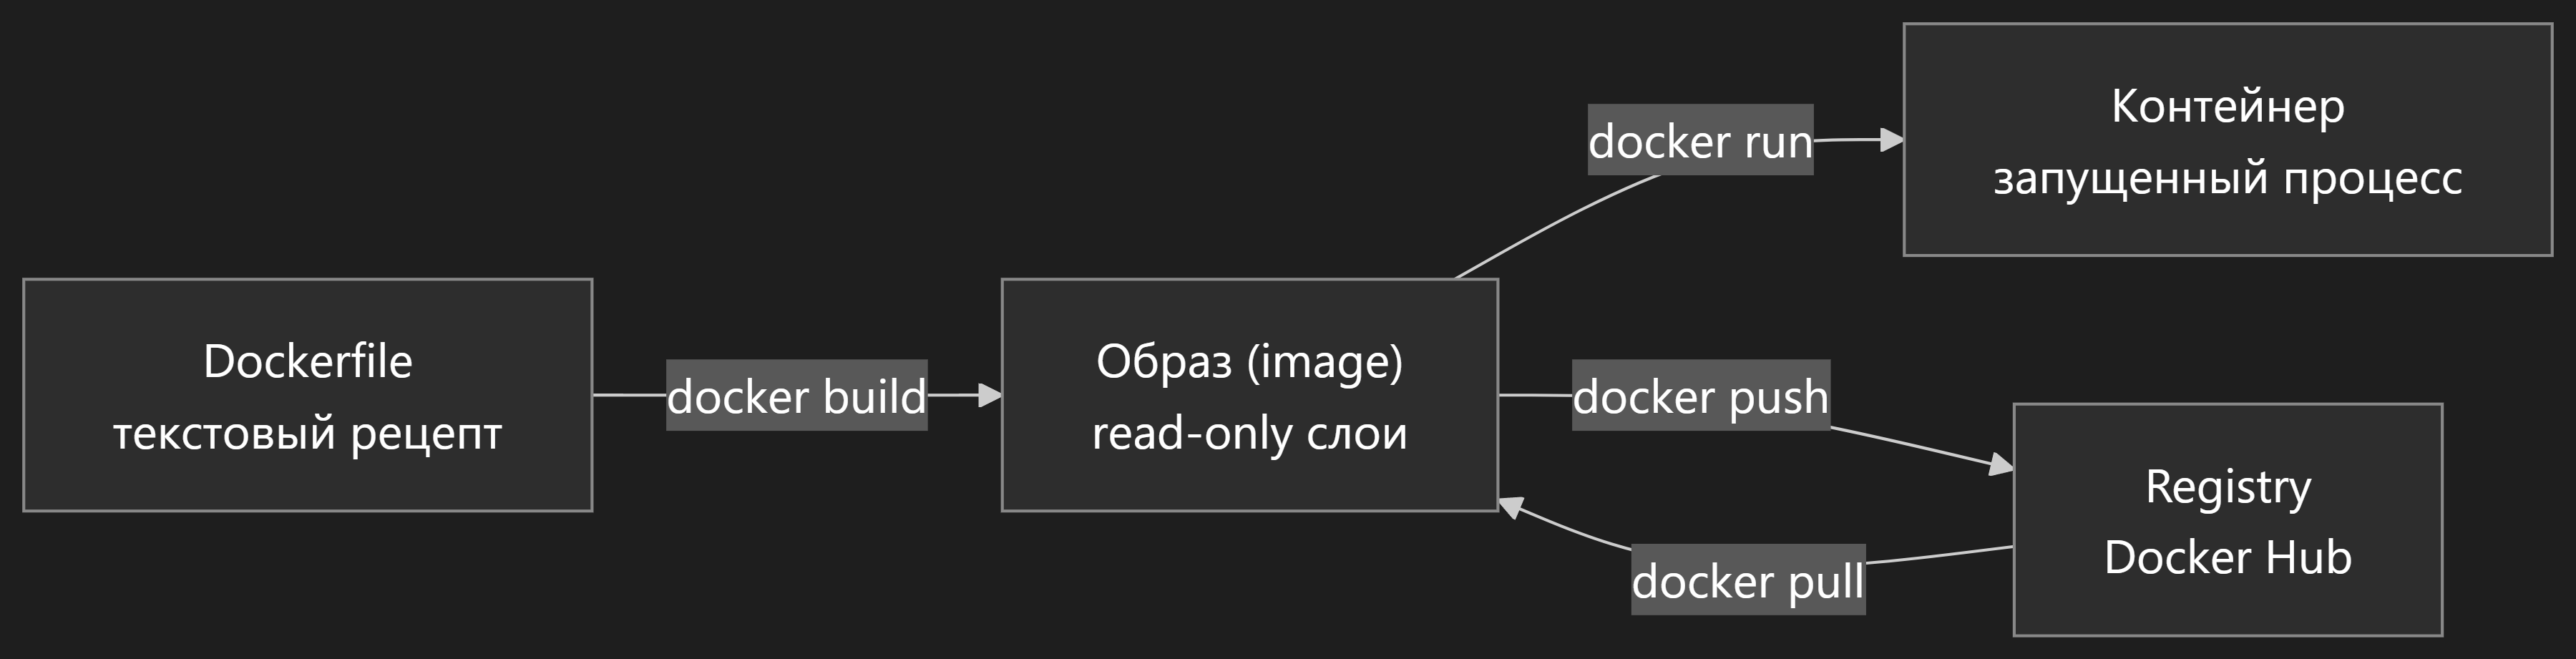 Dockerfile
текстовый рецепт
docker build
Образ (image)
read-only слои
docker run
Контейнер
запущенный процесс
docker push
docker pull
Registry
Docker Hub